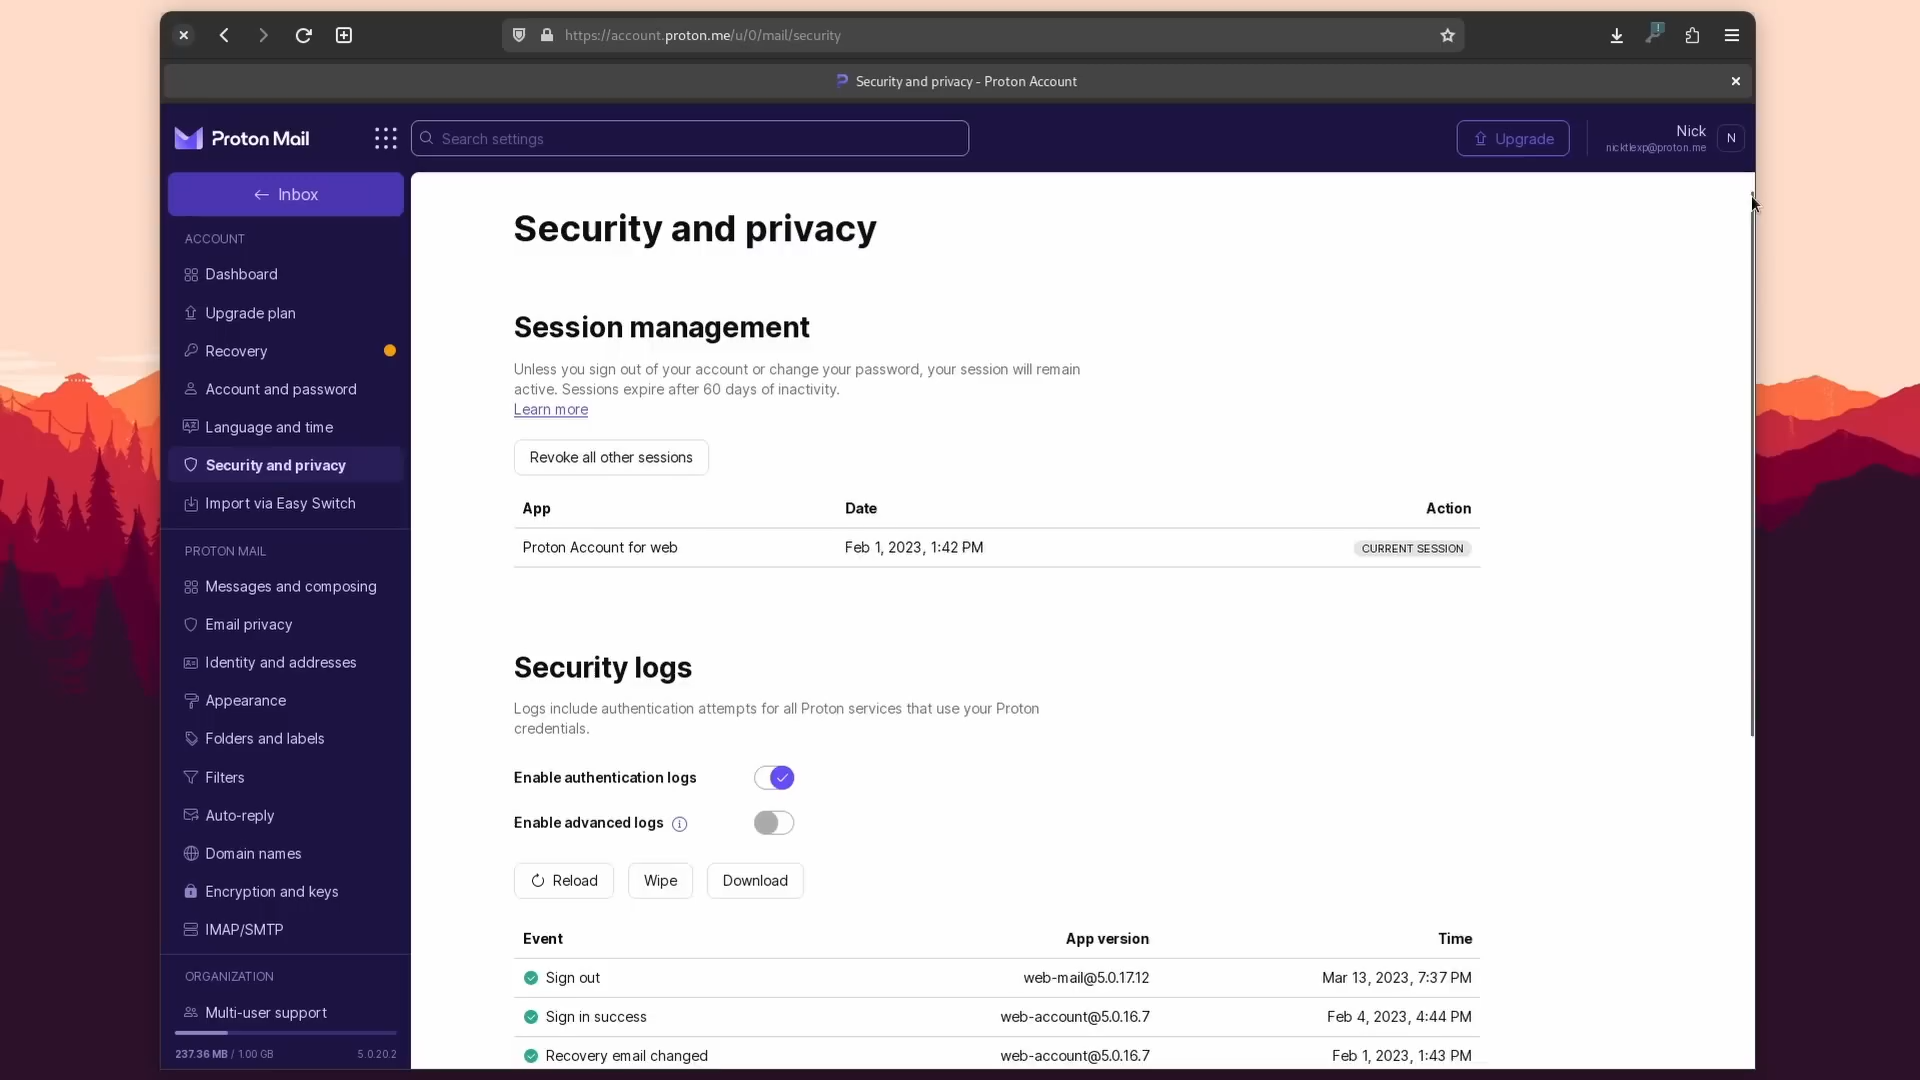 https://account.proton.me/u/0/mail/security
Security and privacy - Proton Account
Proton Mail
Search settings
Upgrade
Nick
nicktlexp@proton.me
N
Inbox
ACCOUNT
Dashboard
Upgrade plan
Recovery
Account and password
Language and time
Security and privacy
Import via Easy Switch
PROTON MAIL
Messages and composing
Email privacy
Identity and addresses
Appearance
Folders and labels
Filters
Auto-reply
Domain names
Encryption and keys
IMAP/SMTP
ORGANIZATION
Multi-user support
237.36 MB / 1.00 GB 5.0.20.2
Security and privacy
Session management
Unless you sign out of your account or change your password, your session will remain
active. Sessions expire after 60 days of inactivity.
Learn more
Revoke all other sessions
App Date Action
Proton Account for web Feb 1, 2023, 1:42 PM CURRENT SESSION
Security logs
Logs include authentication attempts for all Proton services that use your Proton
credentials.
Enable authentication logs
Enable advanced logs
Reload Wipe Download
Event App version Time
Sign out web-mail@5.0.17.12 Mar 13, 2023, 7:37 PM
Sign in success web-account@5.0.16.7 Feb 4, 2023, 4:44 PM
Recovery email changed web-account@5.0.16.7 Feb 1, 2023, 1:43 PM